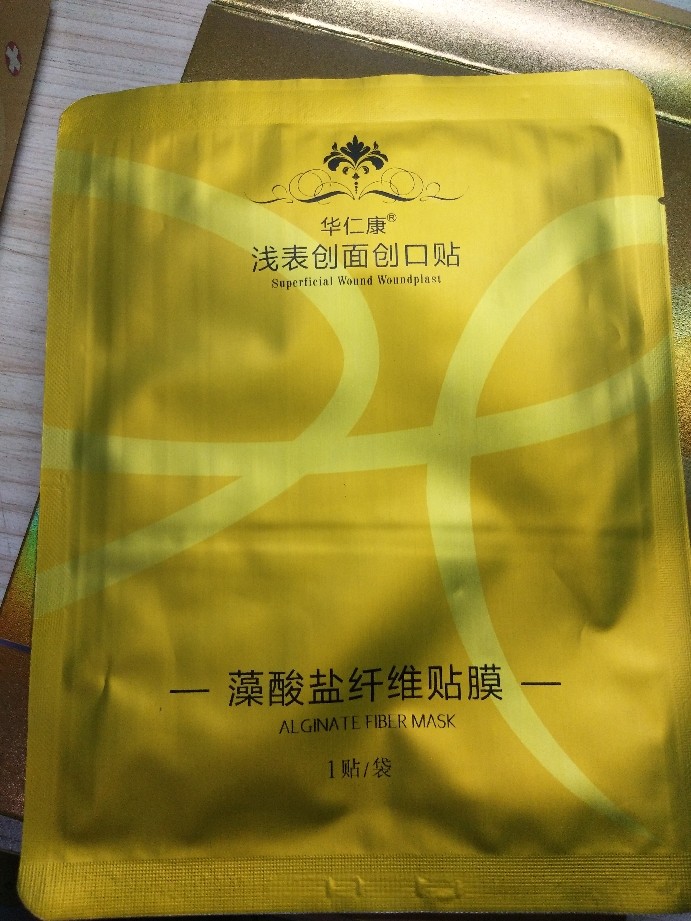 华仁康®
浅表创面创口贴
Superficial Wound Woundplast
— 藻酸盐纤维贴膜 —
ALGINATE FIBER MASK
1贴/袋